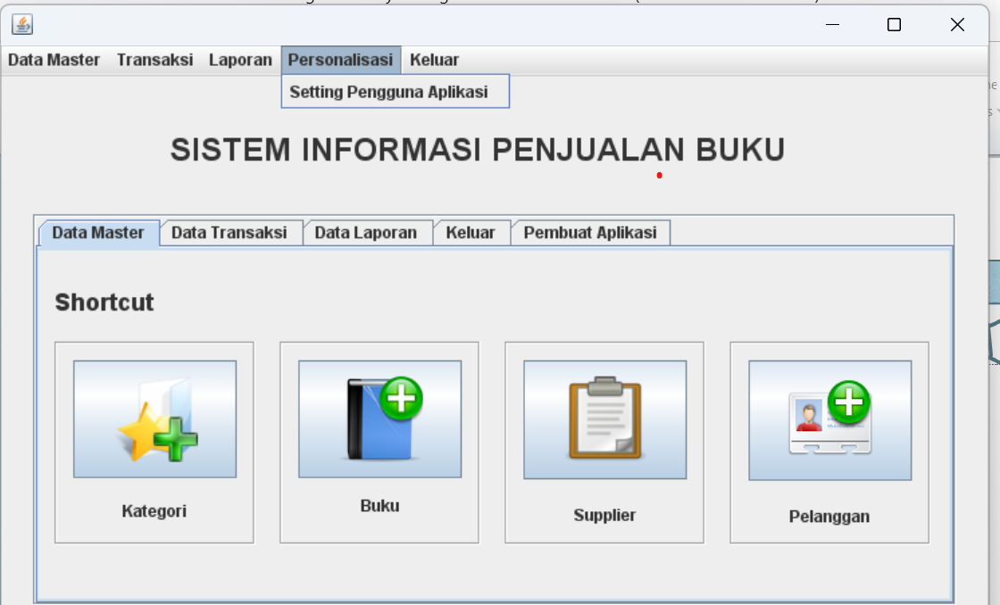 Data Master Transaksi Laporan Personalisasi Keluar
Setting Pengguna Aplikasi
SISTEM INFORMASI PENJUALAN BUKU
Data Master Data Transaksi Data Laporan Keluar Pembuat Aplikasi
Shortcut
Kategori Buku Supplier Pelanggan